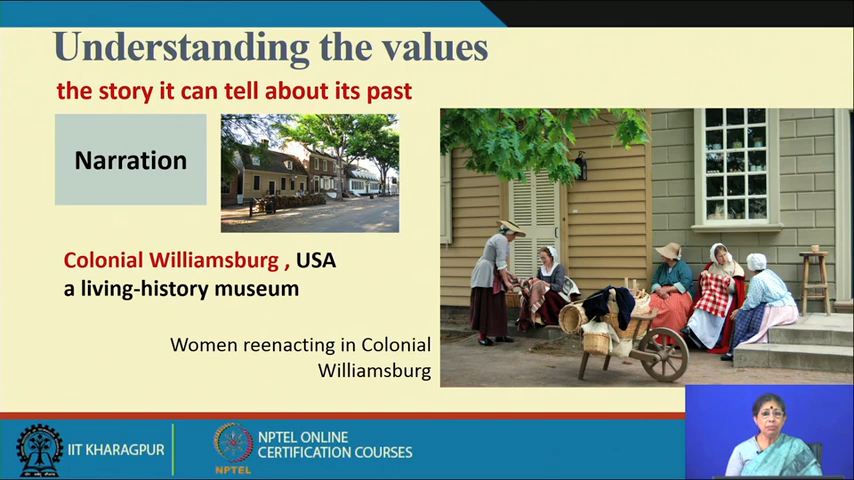 Understanding the values
the story it can tell about its past
Narration
Colonial Williamsburg , USA
a living-history museum
Women reenacting in Colonial
Williamsburg
IIT KHARAGPUR
NPTEL
NPTEL ONLINE
CERTIFICATION COURSES